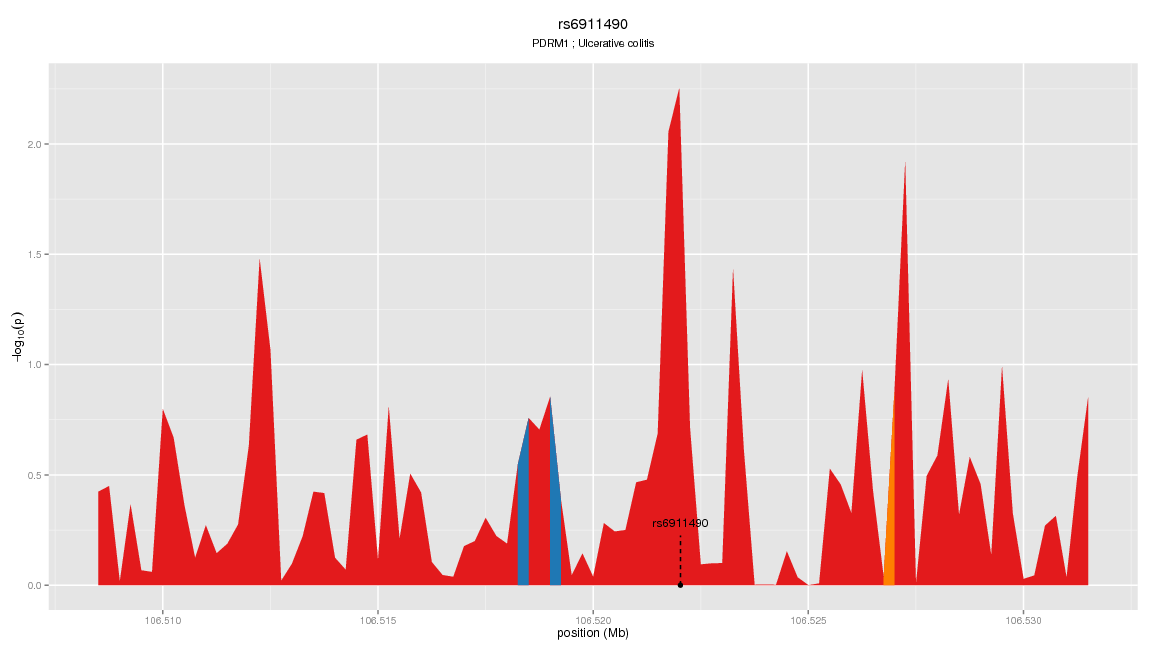 rs6911490
PDRM1 ; Ulcerative colitis
−log10(p)
2.0
1.5
1.0
0.5
0.0
rs6911490
106.510 106.515 106.520 106.525 106.530
position (Mb)